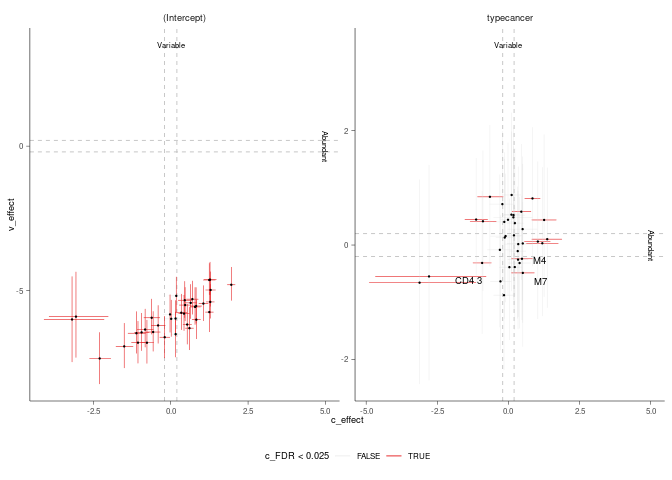 (Intercept)
typecancer
Variable
Variable
Abundant
Abundant
v_effect
0
-5
2
0
-2
CD4 3
M4
M7
-2.5
0.0
2.5
5.0
-5.0
-2.5
0.0
2.5
5.0
c_effect
c_FDR < 0.025
FALSE
TRUE